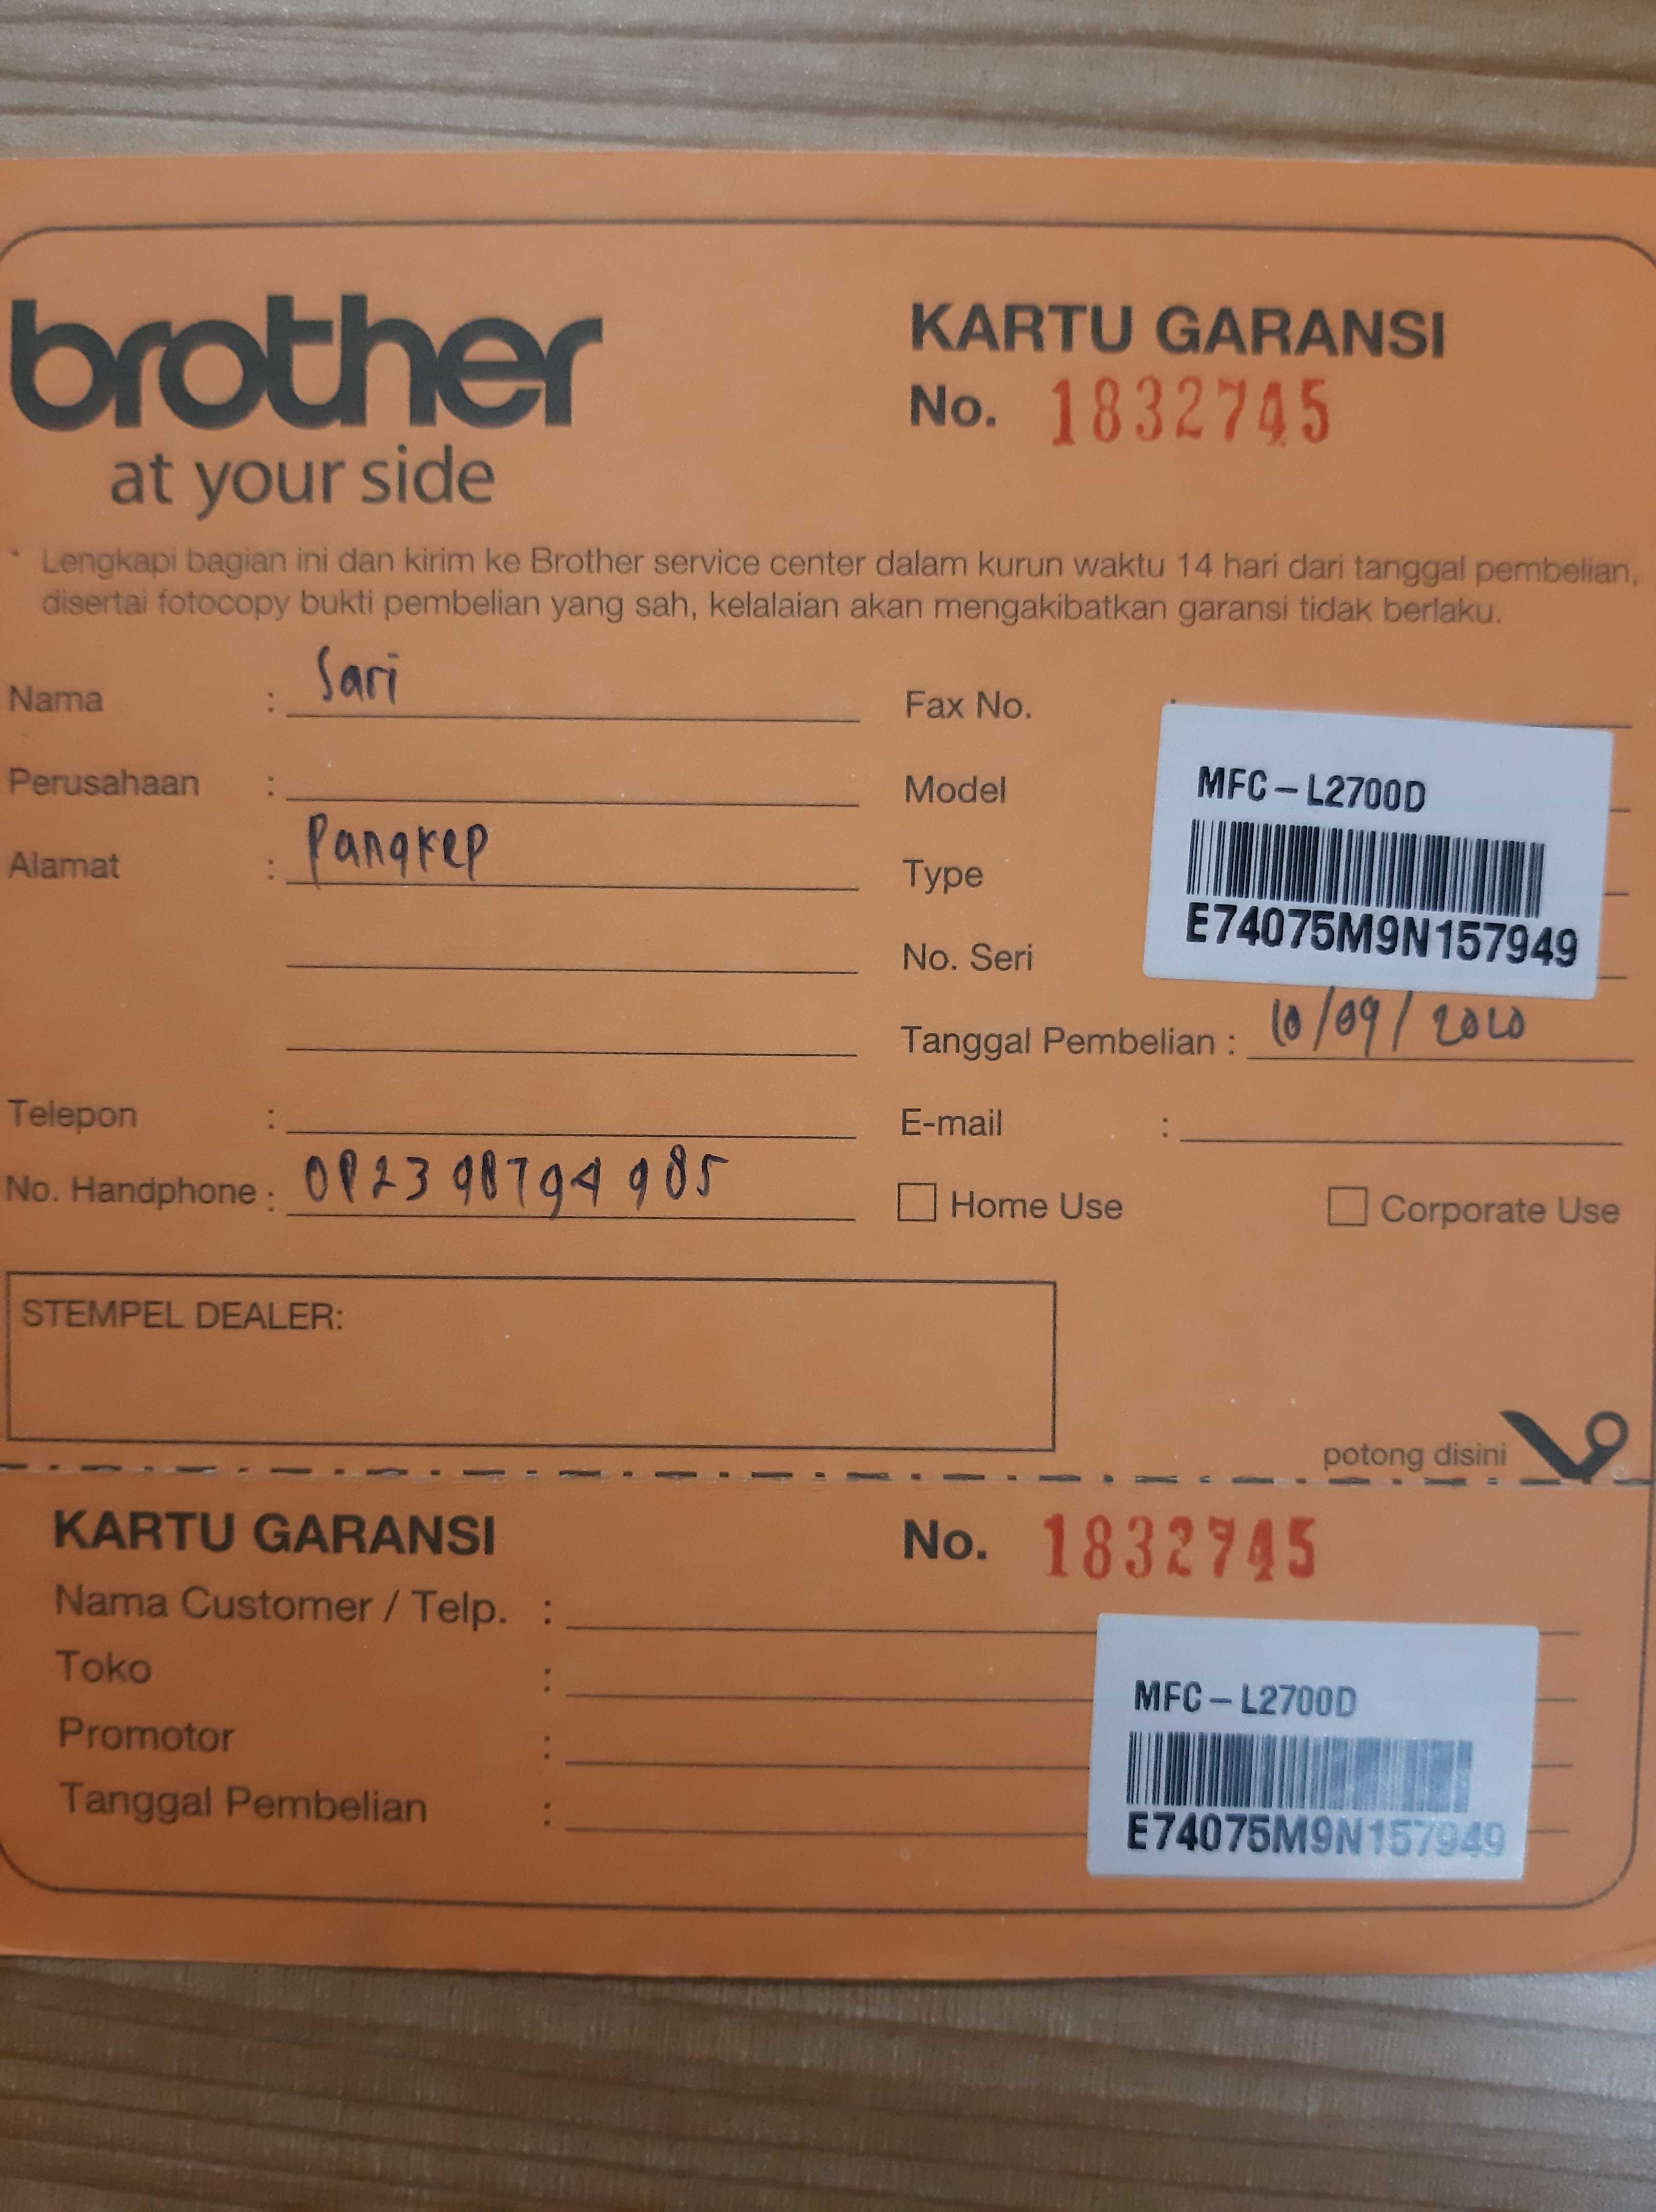 brother
at your side
KARTU GARANSI
No. 1832745
* Lengkapi bagian ini dan kirim ke Brother service center dalam kurun waktu 14 hari dari tanggal pembelian,
disertai fotocopy bukti pembelian yang sah, kelalaian akan mengakibatkan garansi tidak berlaku.
Nama : Sari
Perusahaan :
Alamat : Pangkep
Telepon :
No. Handphone :
Fax No. :
Model
Type
No. Seri
MFC-L2700D
E74075M9N157949
Tanggal Pembelian : 10/09/2020
E-mail :
Home Use
Corporate Use
STEMPEL DEALER:
potong disini
KARTU GARANSI
No. 1832745
Nama Customer / Telp. :
Toko :
Promotor :
Tanggal Pembelian :
MFC-L2700D
E74075M9N157949